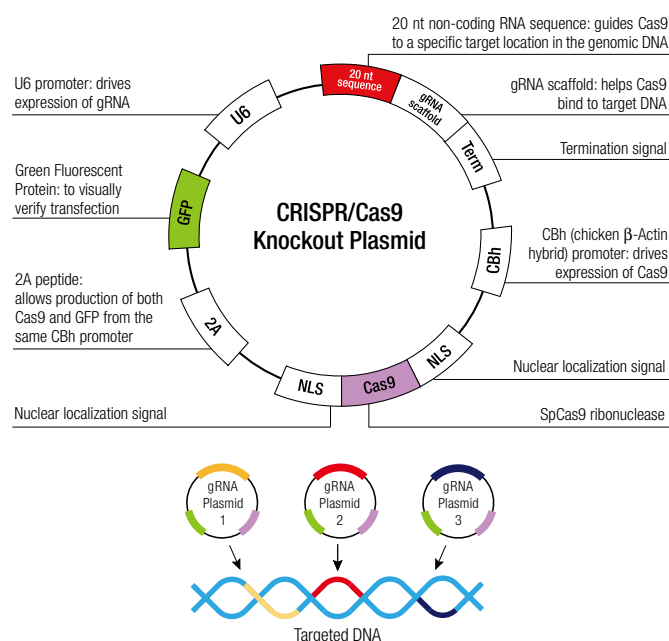 20 nt non-coding RNA sequence: guides Cas9
to a specific target location in the genomic DNA
U6 promoter: drives
expression of gRNA
gRNA scaffold: helps Cas9
bind to target DNA
Termination signal
Green Fluorescent
Protein: to visually
verify transfection
CBh (chicken β-Actin
hybrid) promoter: drives
expression of Cas9
2A peptide:
allows production of both
Cas9 and GFP from the
same CBh promoter
Nuclear localization signal
Nuclear localization signal
SpCas9 ribonuclease
20 nt
sequence
gRNA
scaffold
Term
CBh
NLS
Cas9
NLS
2A
GFP
U6
CRISPR/Cas9
Knockout Plasmid
gRNA
Plasmid
1
gRNA
Plasmid
2
gRNA
Plasmid
3
Targeted DNA